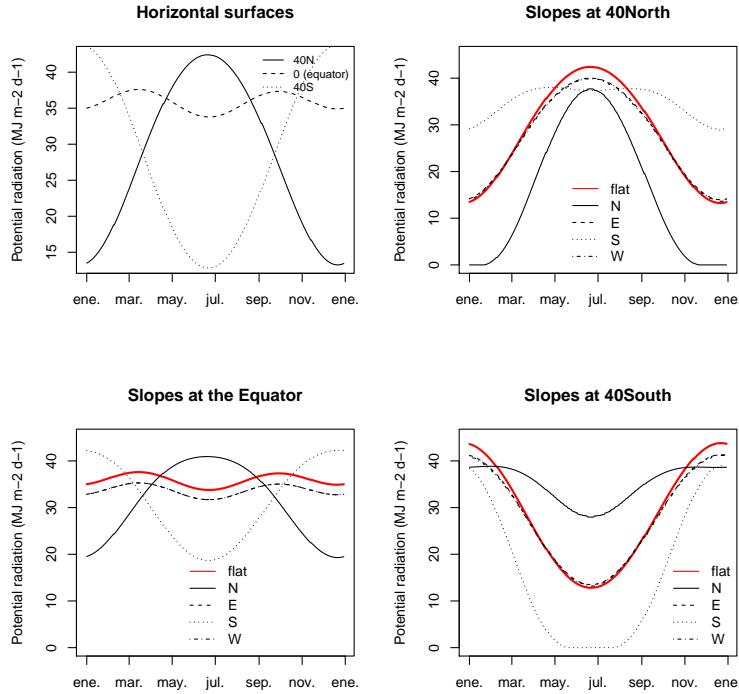 Horizontal surfaces
Potential radiation (MJ m−2 d−1)
40
35
30
25
20
15
ene.
mar.
may.
jul.
sep.
nov.
ene.
40N
0 (equator)
40S
Slopes at 40North
Potential radiation (MJ m−2 d−1)
40
30
20
10
0
ene.
mar.
may.
jul.
sep.
nov.
ene.
flat
N
E
S
W
Slopes at the Equator
Potential radiation (MJ m−2 d−1)
40
30
20
10
0
ene.
mar.
may.
jul.
sep.
nov.
ene.
flat
N
E
S
W
Slopes at 40South
Potential radiation (MJ m−2 d−1)
40
30
20
10
0
ene.
mar.
may.
jul.
sep.
nov.
ene.
flat
N
E
S
W